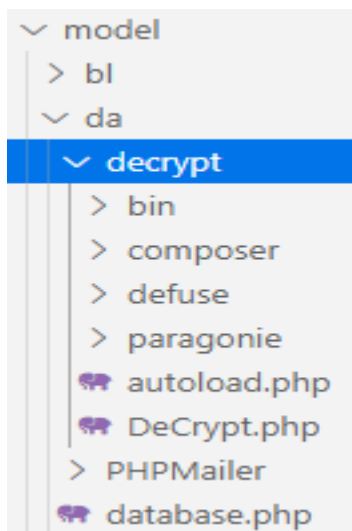 model
bl
da
decrypt
bin
composer
defuse
paragonie
autoload.php
DeCrypt.php
PHPMailer
database.php